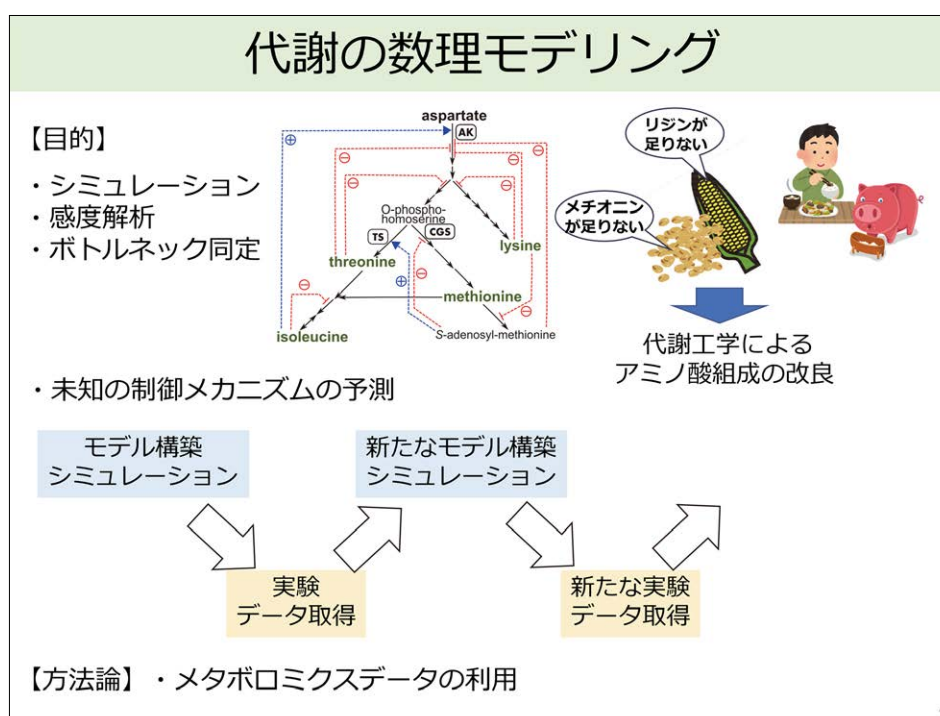 代謝の数理モデリング
【目的】
・シミュレーション
・感度解析
・ボトルネック同定
aspartate
AK
⊕
⊖
⊖
⊖
⊖
O-phospho-
homoserine
TS
CGS
lysine
threonine
⊕
⊖
⊖
methionine
⊖
⊖
isoleucine
S-adenosyl-methionine
リジンが
足りない
メチオニン
が足りない
代謝工学による
アミノ酸組成の改良
・未知の制御メカニズムの予測
モデル構築
シミュレーション
新たなモデル構築
シミュレーション
実験
データ取得
新たな実験
データ取得
【方法論】・メタボロミクスデータの利用